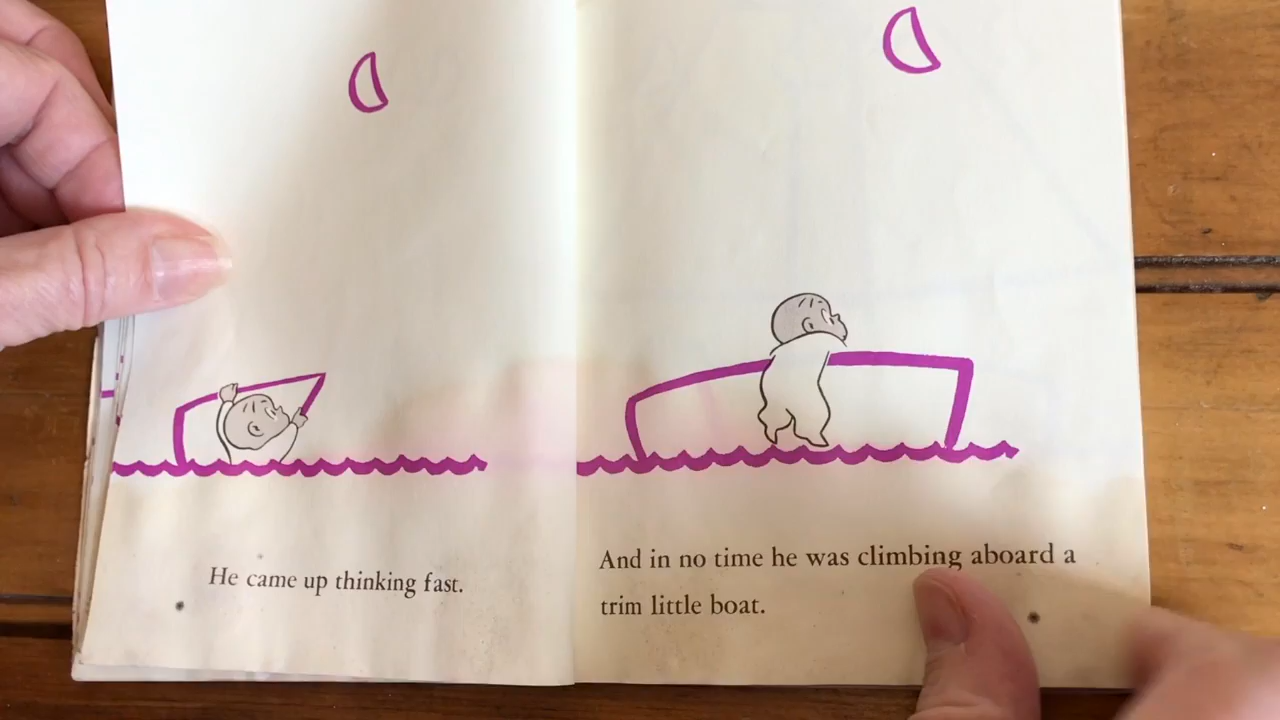 He came up thinking fast.
And in no time he was climbing aboard a
trim little boat.